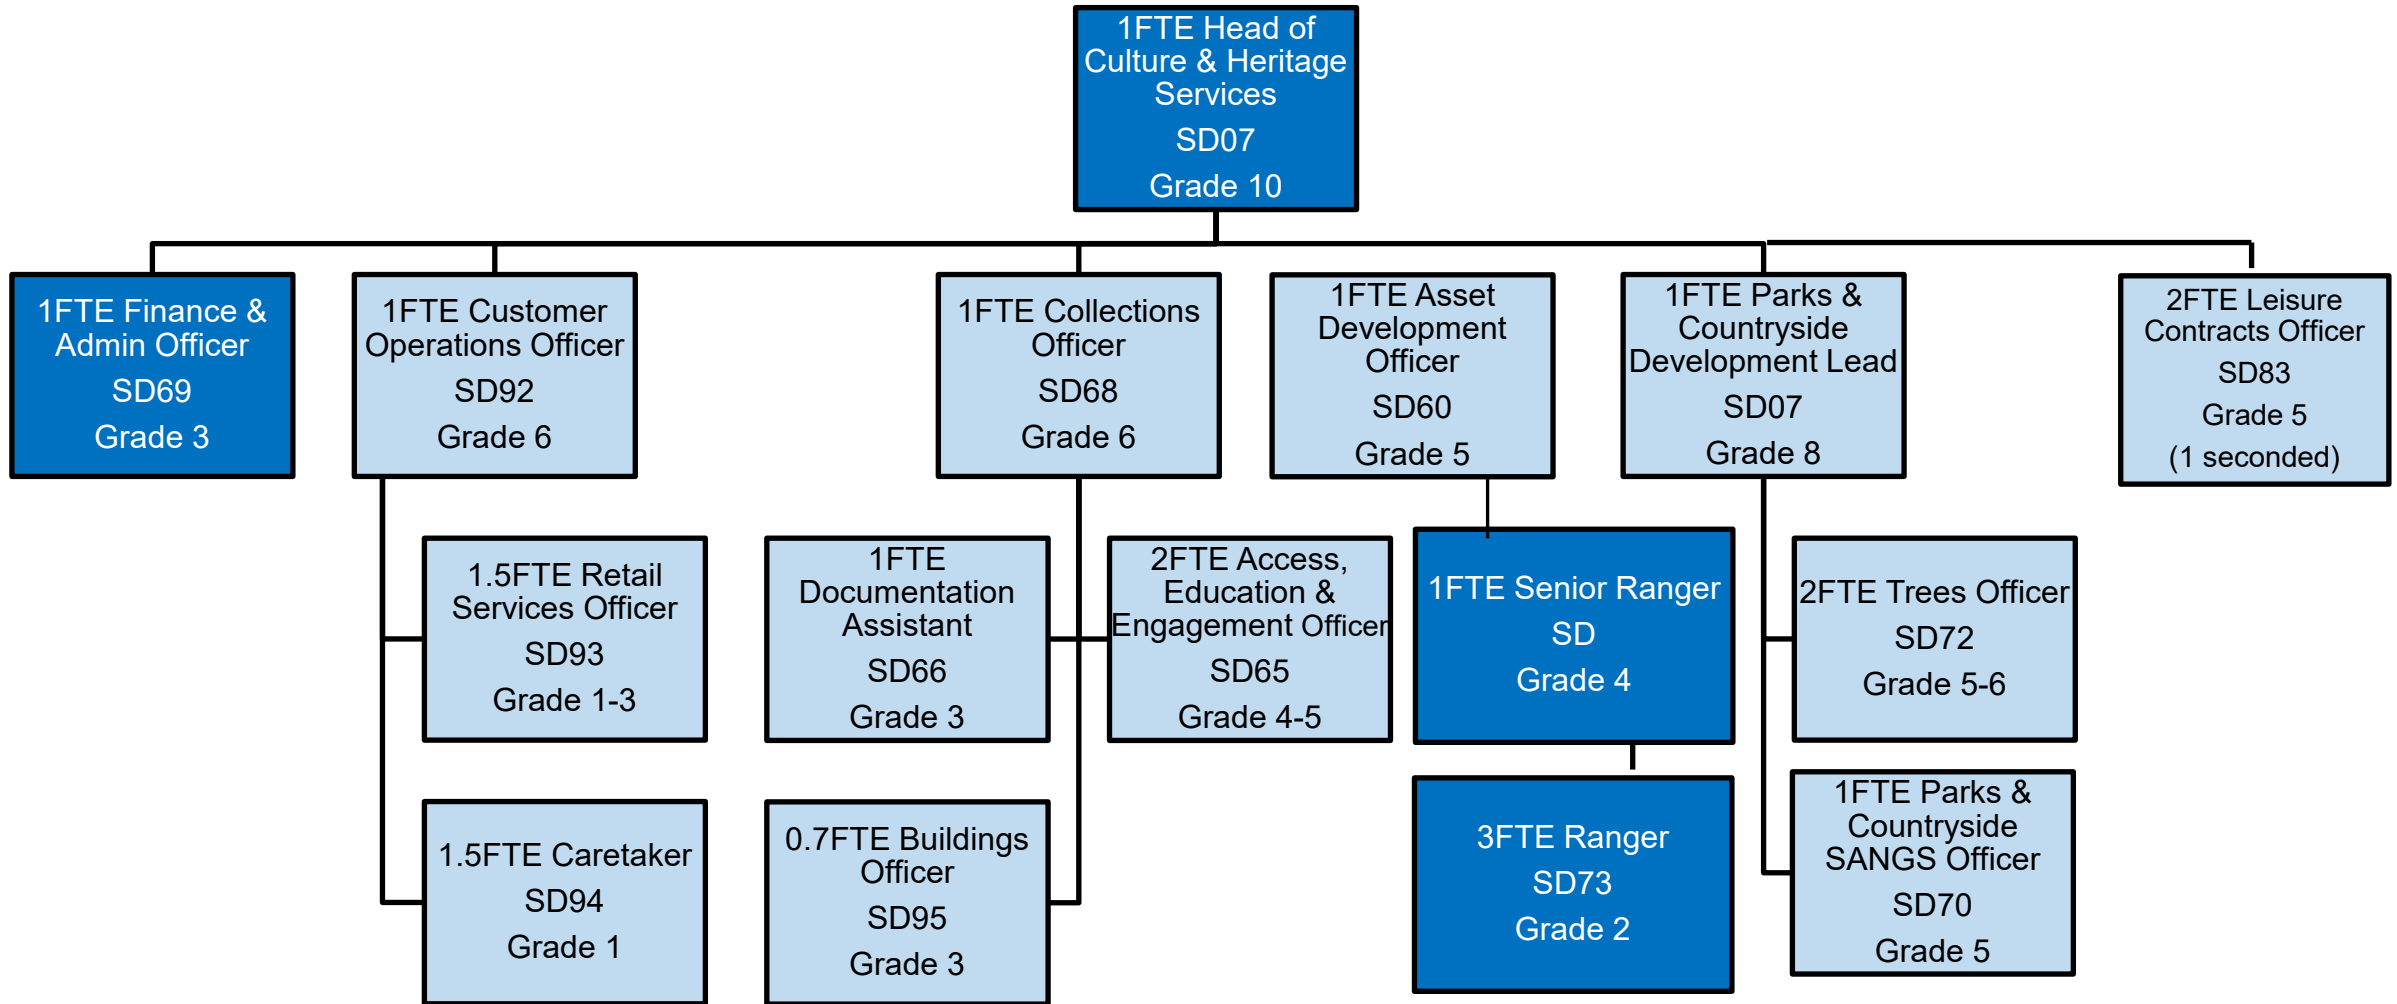 1FTE Head of
Culture & Heritage
Services
SD07
Grade 10
1FTE Finance &
Admin Officer
SD69
Grade 3
1FTE Customer
Operations Officer
SD92
Grade 6
1FTE Collections
Officer
SD68
Grade 6
1FTE Asset
Development
Officer
SD60
Grade 5
1FTE Parks &
Countryside
Development Lead
SD07
Grade 8
2FTE Leisure
Contracts Officer
SD83
Grade 5
(1 seconded)
1.5FTE Retail
Services Officer
SD93
Grade 1-3
1FTE
Documentation
Assistant
SD66
Grade 3
2FTE Access,
Education &
Engagement Officer
SD65
Grade 4-5
1FTE Senior Ranger
SD
Grade 4
2FTE Trees Officer
SD72
Grade 5-6
1.5FTE Caretaker
SD94
Grade 1
0.7FTE Buildings
Officer
SD95
Grade 3
3FTE Ranger
SD73
Grade 2
1FTE Parks &
Countryside
SANGS Officer
SD70
Grade 5